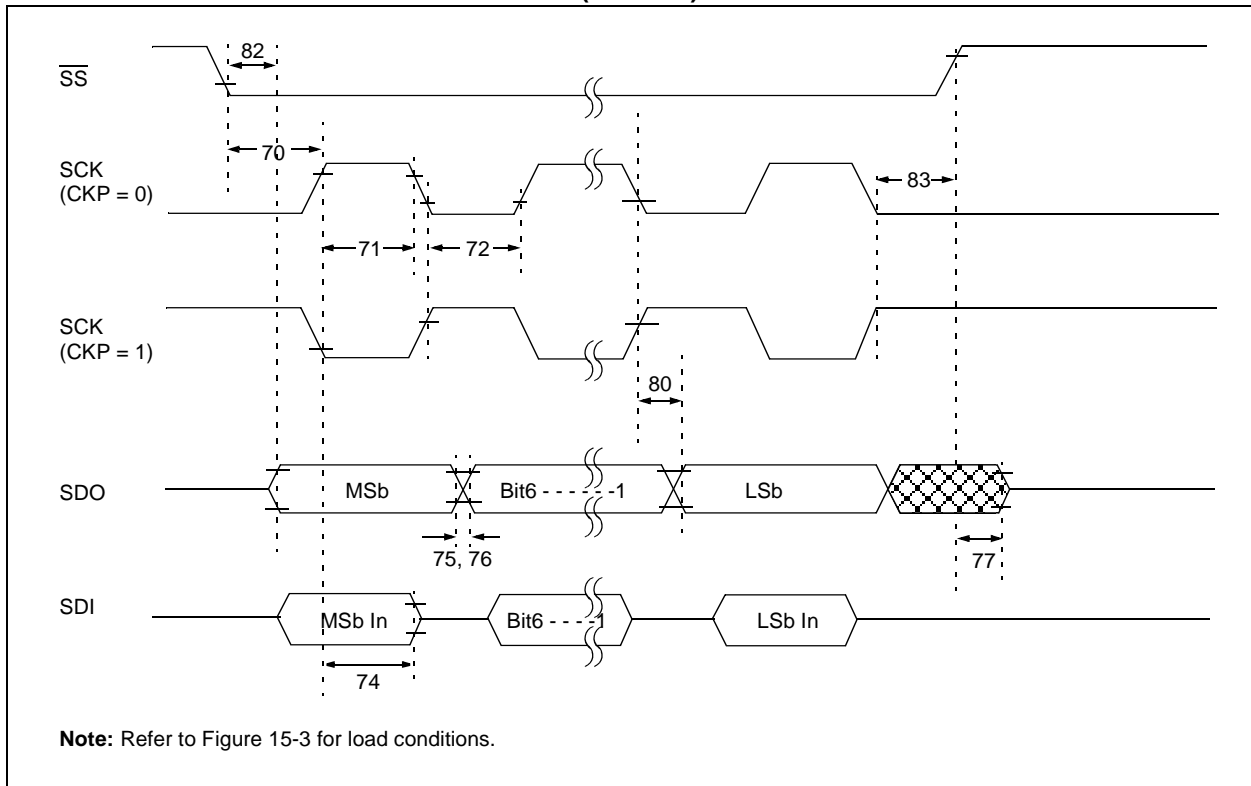 82
SS
70
SCK
(CKP = 0)
83
71
72
SCK
(CKP = 1)
80
SDO
MSb
Bit6 - - - - - -1
LSb
75, 76
77
SDI
MSb In
Bit6 - - - -1
LSb In
74
Note: Refer to Figure 15-3 for load conditions.